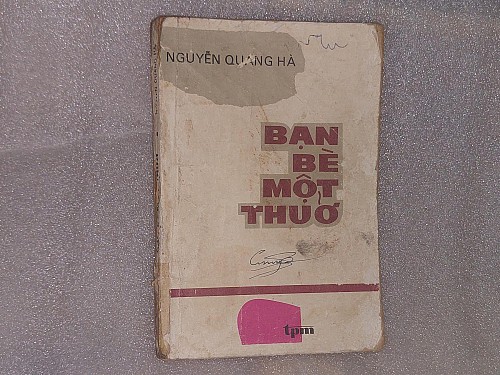 NGUYỄN QUANG HÀ
BẠN
BÈ
MỘT
THUỞ
tpm